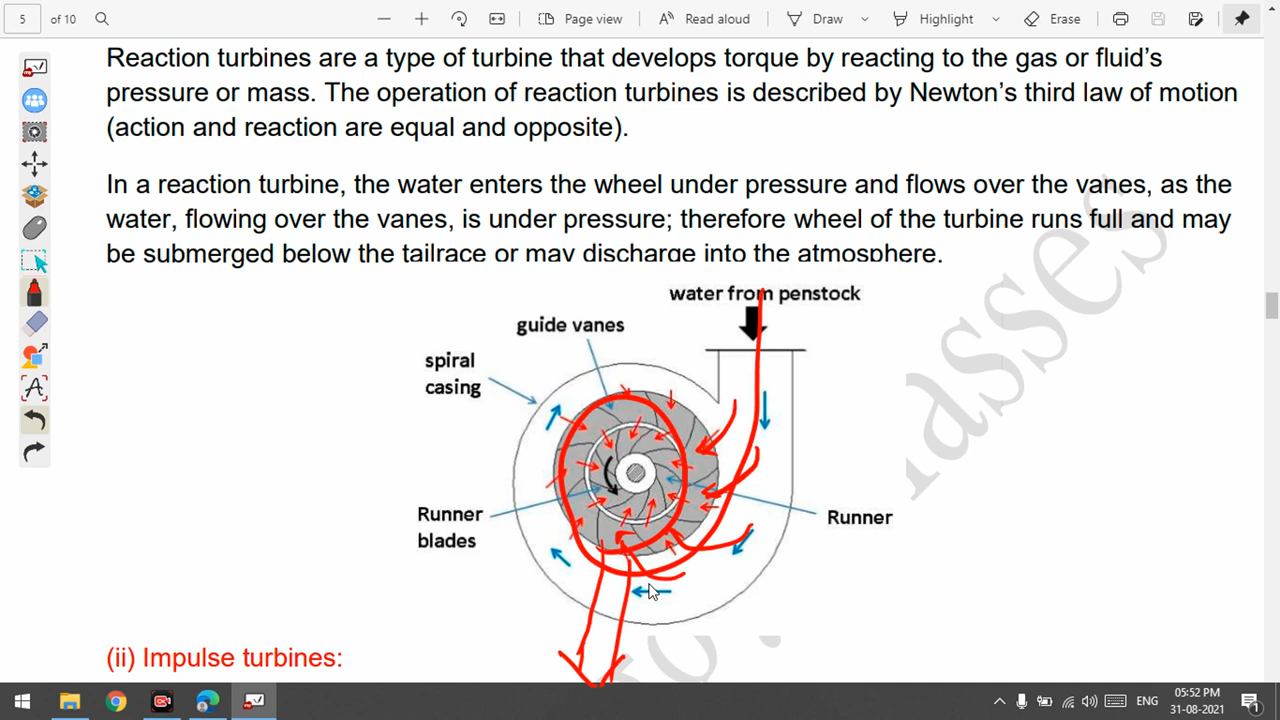 5 of 10 Page view Read aloud Draw Highlight Erase
Reaction turbines are a type of turbine that develops torque by reacting to the gas or fluid’s
pressure or mass. The operation of reaction turbines is described by Newton’s third law of motion
(action and reaction are equal and opposite).
In a reaction turbine, the water enters the wheel under pressure and flows over the vanes, as the
water, flowing over the vanes, is under pressure; therefore wheel of the turbine runs full and may
be submerged below the tailrace or may discharge into the atmosphere.
water from penstock
guide vanes
spiral
casing
Runner
blades
Runner
(ii) Impulse turbines:
ENG
05:52 PM
31-08-2021
1